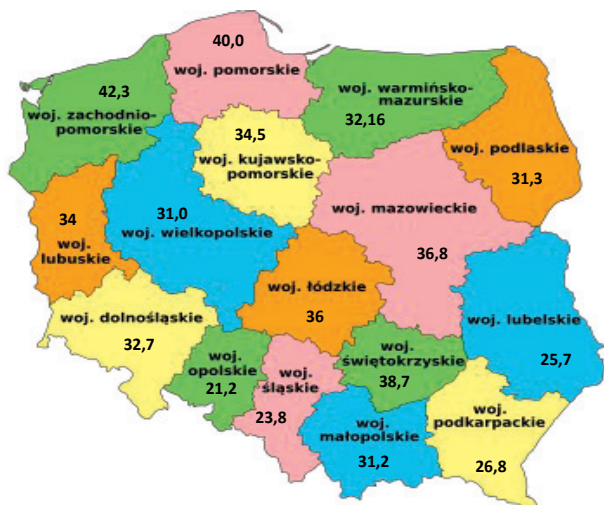 40,0
woj. pomorskie
42,3
woj. zachodnio-
pomorskie
woj. warmińsko-
mazurskie
32,16
34,5
woj. kujawsko-
pomorskie
woj. podlaskie
31,3
34
woj.
lubuskie
31,0
woj. wielkopolskie
woj. mazowieckie
36,8
woj. łódzkie
36
woj. dolnośląskie
32,7
woj.
opolskie
21,2
woj.
śląskie
23,8
woj.
świętokrzyskie
38,7
woj. lubelskie
25,7
woj.
małopolskie
31,2
woj.
podkarpackie
26,8